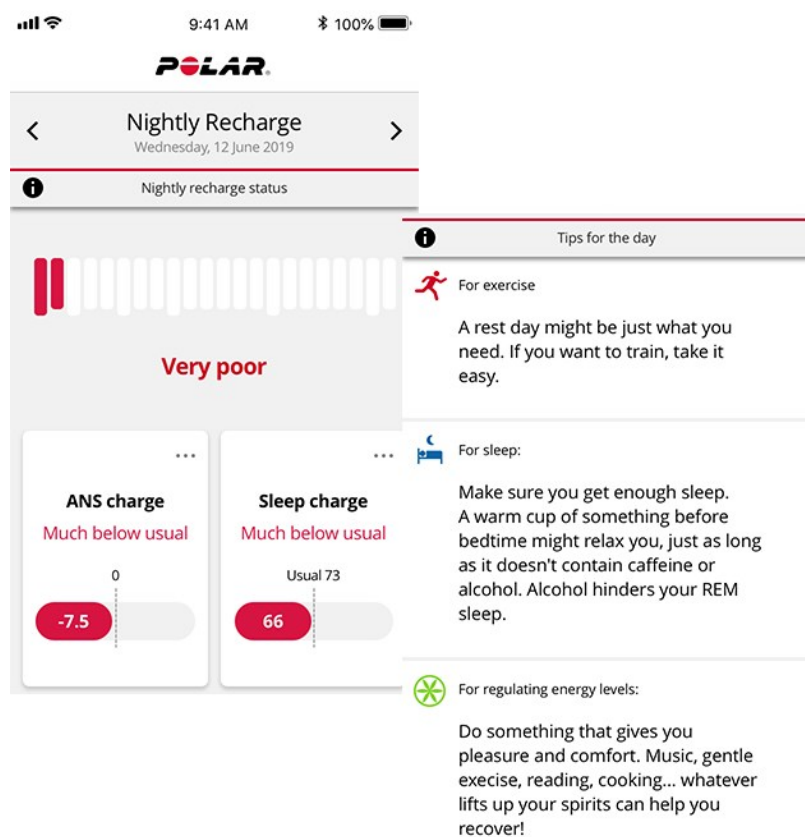 9:41 AM
100%
POLAR
Nightly Recharge
Wednesday, 12 June 2019
Nightly recharge status
Very poor
ANS charge
Much below usual
0
-7.5
Sleep charge
Much below usual
Usual 73
66
Tips for the day
For exercise
A rest day might be just what you
need. If you want to train, take it
easy.
For sleep:
Make sure you get enough sleep.
A warm cup of something before
bedtime might relax you, just as long
as it doesn't contain caffeine or
alcohol. Alcohol hinders your REM
sleep.
For regulating energy levels:
Do something that gives you
pleasure and comfort. Music, gentle
execise, reading, cooking... whatever
lifts up your spirits can help you
recover!